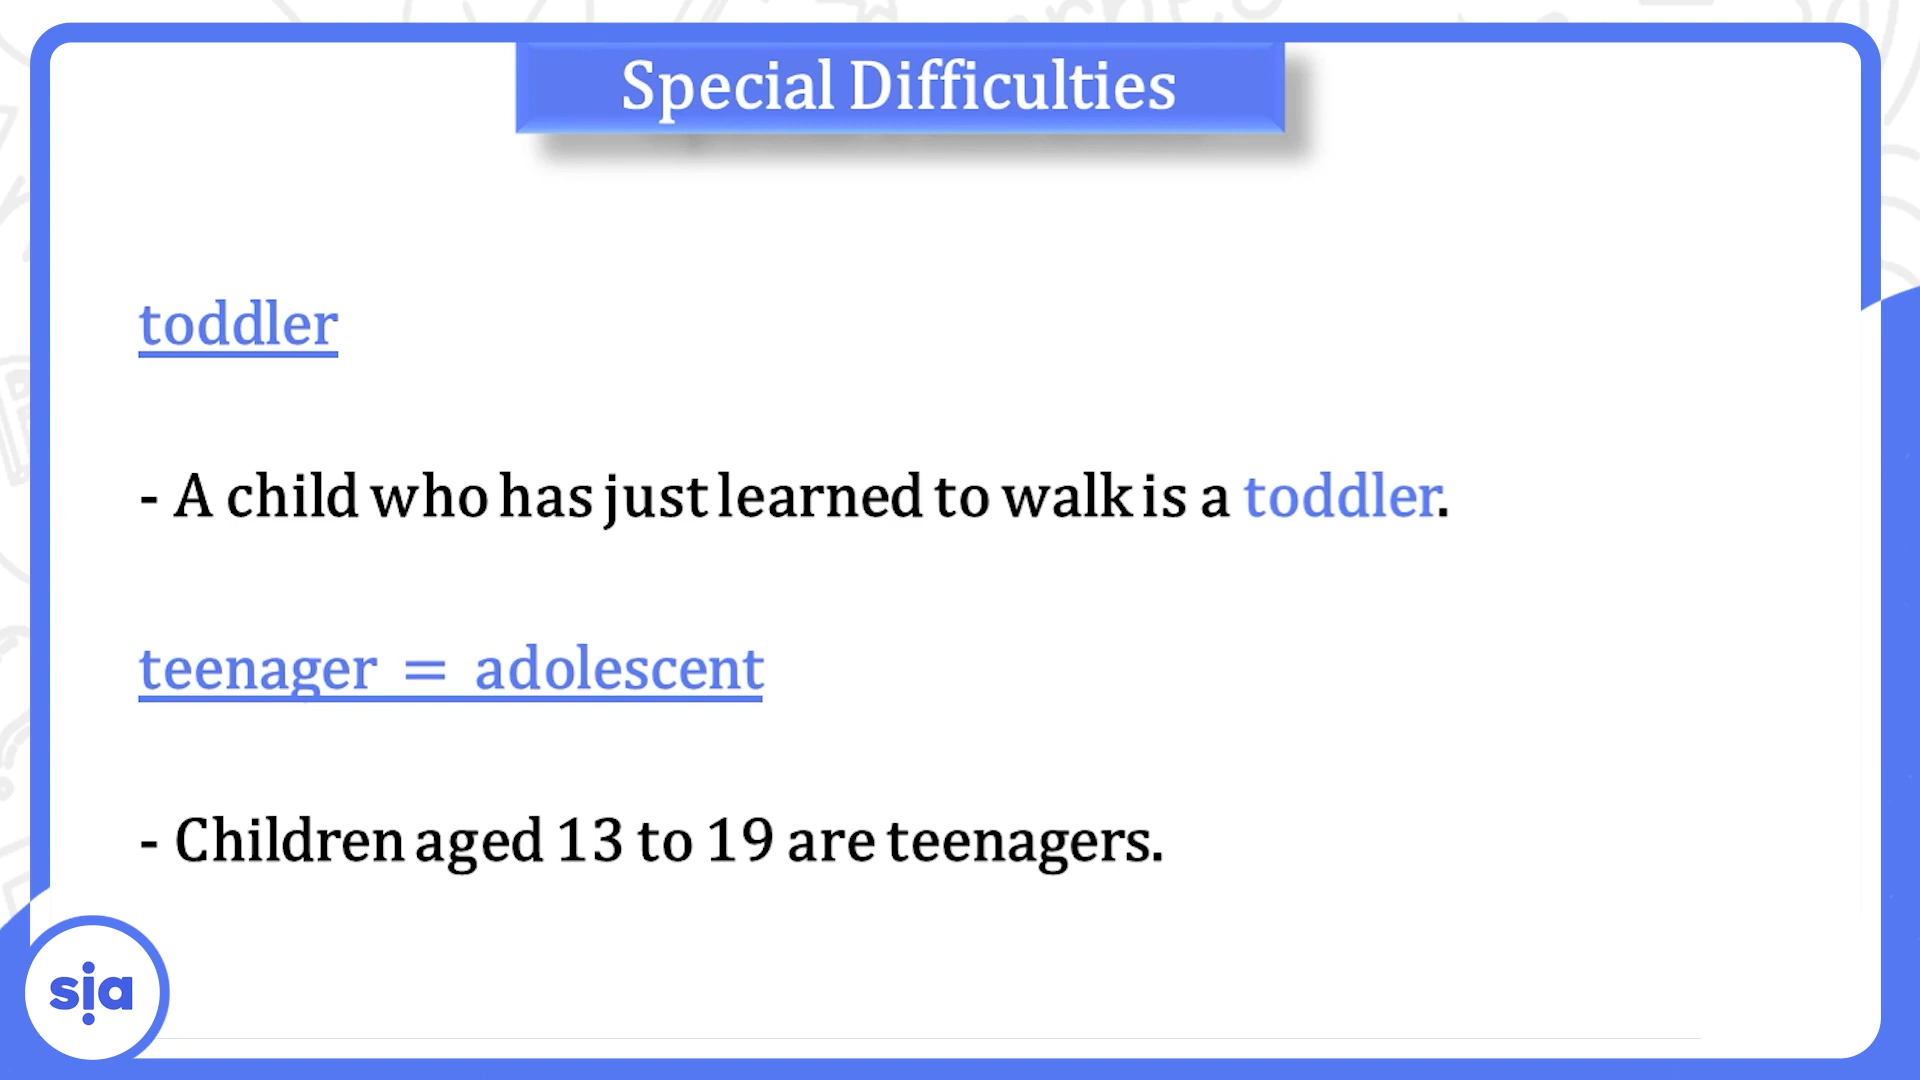 Special Difficulties
toddler
- A child who has just learned to walk is a toddler.
teenager = adolescent
- Children aged 13 to 19 are teenagers.
sia